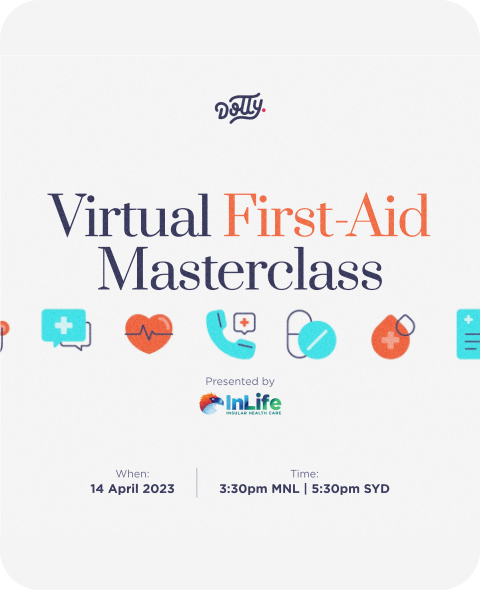 Dotty.
Virtual First-Aid
Masterclass
Presented by
InLife
INSULAR HEALTH CARE
When:
14 April 2023
Time:
3:30pm MNL | 5:30pm SYD